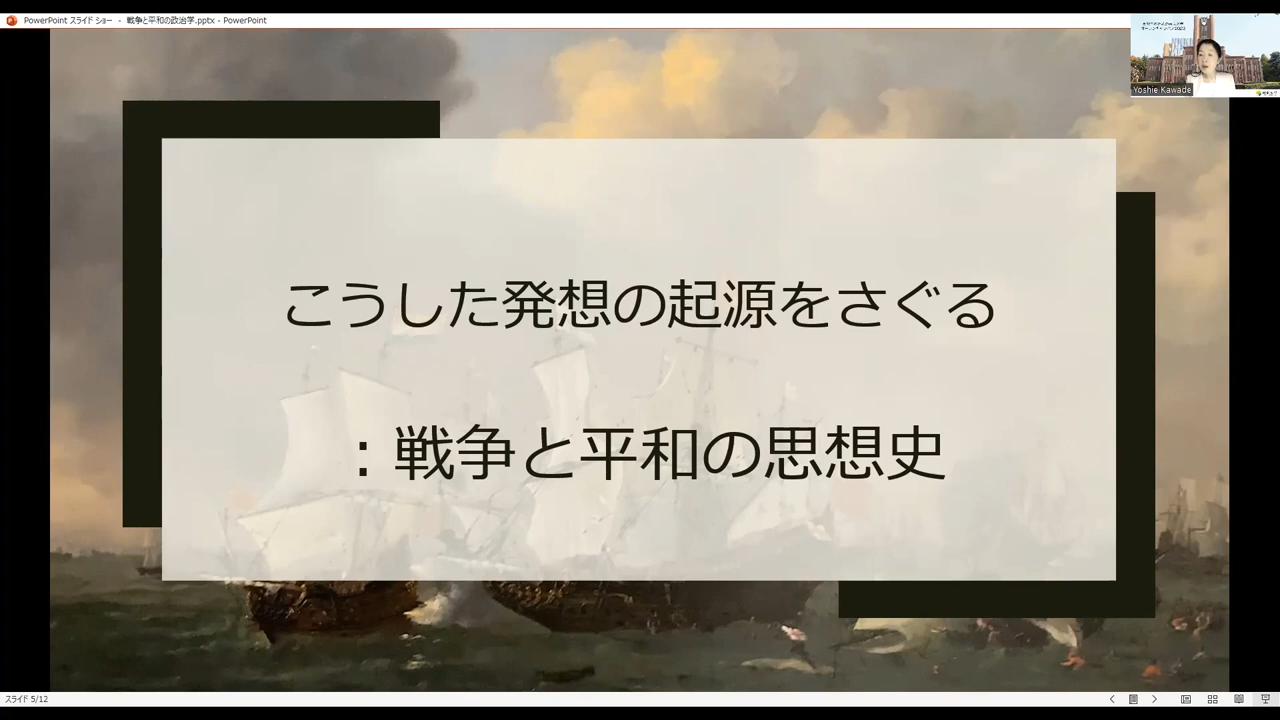 PowerPoint スライド ショー - 戦争と平和の政治学.pptx - PowerPoint
Yoshie Kawade
こうした発想の起源をさぐる
：戦争と平和の思想史
スライド 5/12